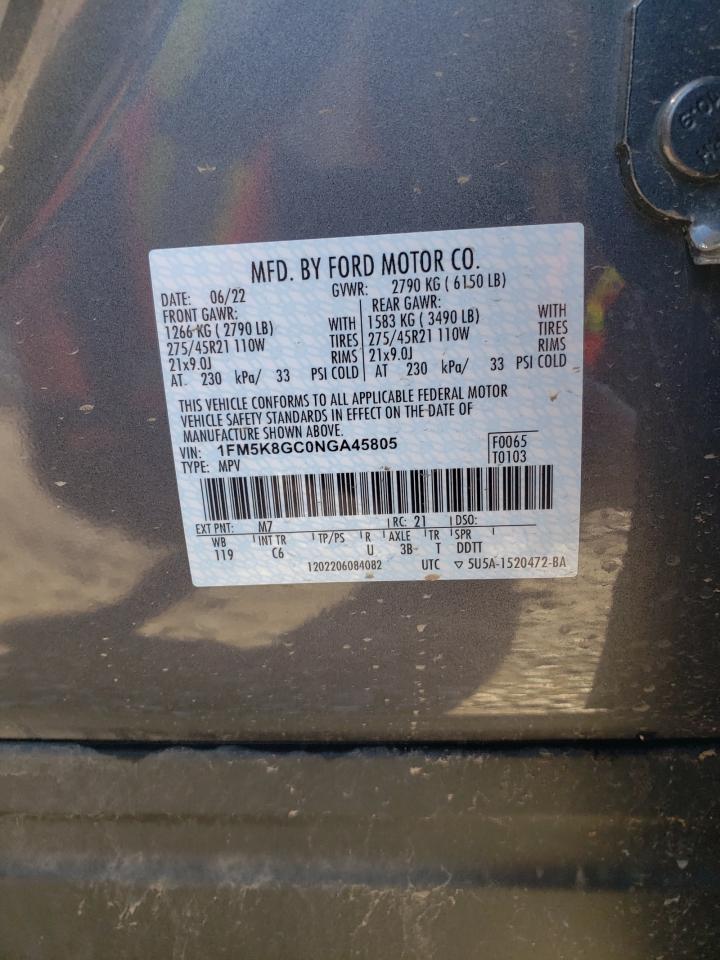 10.9
MFD. BY FORD MOTOR CO.
DATE: 06/22 GVWR: 2790 KG ( 6150 LB)
FRONT GAWR: REAR GAWR:
1266 KG ( 2790 LB) WITH 1583 KG ( 3490 LB) WITH
275/45R21 110W TIRES 275/45R21 110W TIRES
21x9.0J RIMS 21x9.0J RIMS
AT 230 kPa/ 33 PSI COLD AT 230 kPa/ 33 PSI COLD
THIS VEHICLE CONFORMS TO ALL APPLICABLE FEDERAL MOTOR
VEHICLE SAFETY STANDARDS IN EFFECT ON THE DATE OF
MANUFACTURE SHOWN ABOVE.
VIN: 1FM5K8GC0NGA45805 F0065
TYPE: MPV T0103
EXT PNT: M7 RC: 21 DSO:
WB INT TR TP/PS R AXLE TR SPR
119 C6 U 3B T DDTT
1202206084082 UTC ▽ 5U5A-1520472-BA